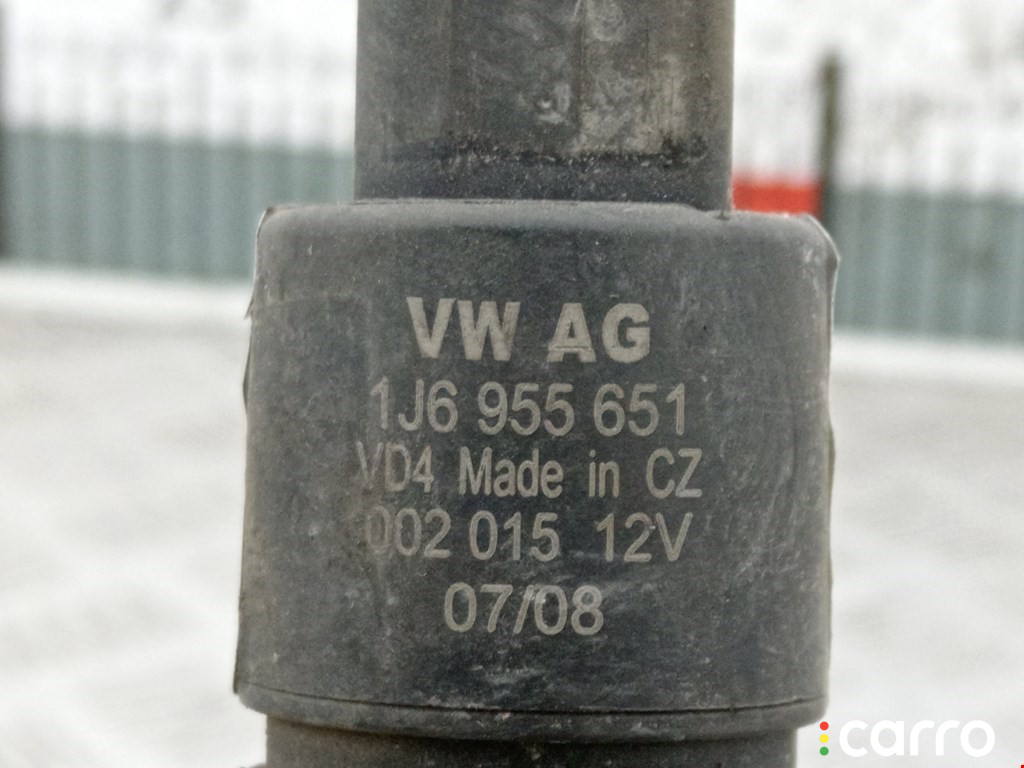 VW AG
1J6 955 651
VD4 Made in CZ
002 015 12V
07/08
carro